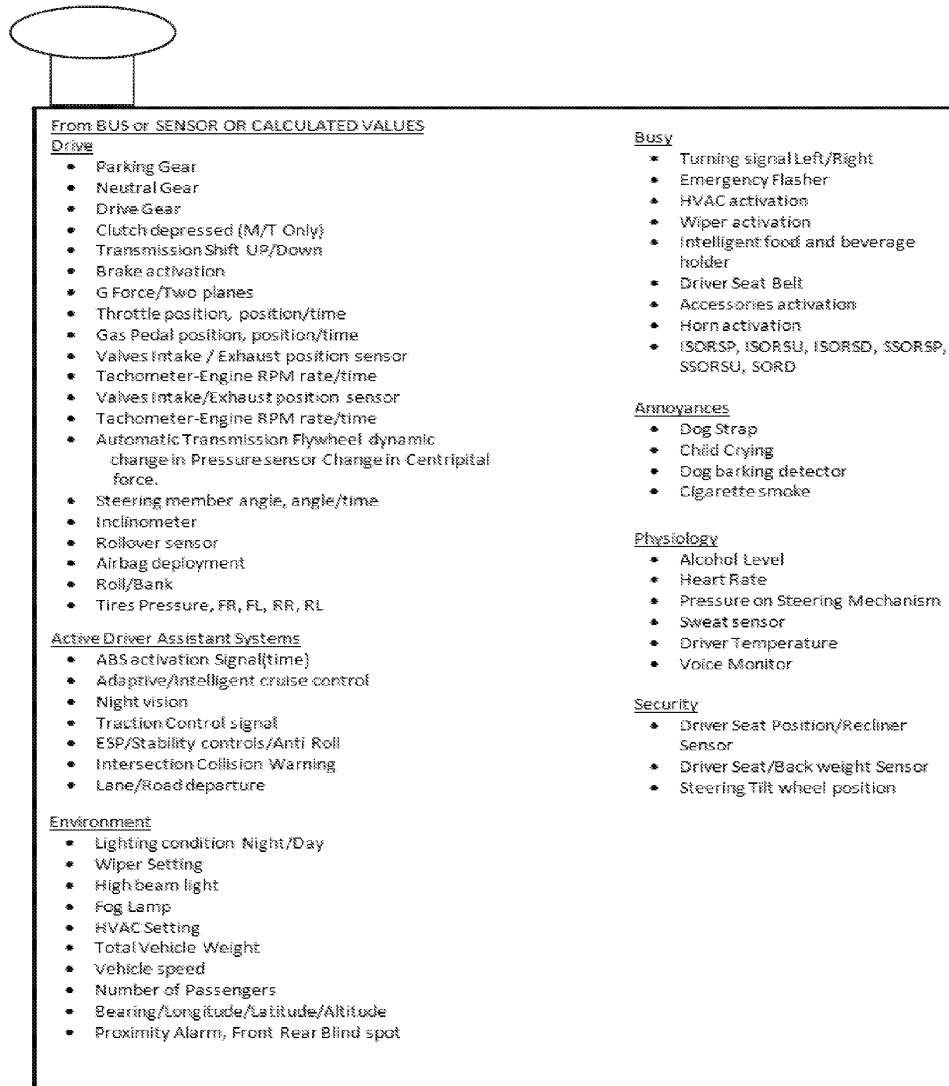 From BUS or SENSOR OR CALCULATED VALUES
Drive
• Parking Gear
• Neutral Gear
• Drive Gear
• Clutch depressed (M/T Only)
• Transmission Shift UP/Down
• Brake activation
• G Force/Two planes
• Throttle position, position/time
• Gas Pedal position, position/time
• Valves Intake / Exhaust position sensor
• Tachometer-Engine RPM rate/time
• Valves Intake/Exhaust position sensor
• Tachometer-Engine RPM rate/time
• Automatic Transmission Flywheel dynamic
change in Pressure sensor Change in Centripital
force.
• Steering member angle, angle/time
• Inclinometer
• Rollover sensor
• Airbag deployment
• Roll/Bank
• Tires Pressure, FR, FL, RR, RL
Active Driver Assistant Systems
• ABS activation Signal(time)
• Adaptive/Intelligent cruise control
• Night vision
• Traction Control signal
• ESP/Stability controls/Anti Roll
• Intersection Collision Warning
• Lane/Road departure
Environment
• Lighting condition Night/Day
• Wiper Setting
• High beam light
• Fog Lamp
• HVAC Setting
• Total Vehicle Weight
• Vehicle speed
• Number of Passengers
• Bearing/Longitude/Latitude/Altitude
• Proximity Alarm, Front Rear Blind spot
Busy
• Turning signal Left/Right
• Emergency Flasher
• HVAC activation
• Wiper activation
• Intelligent food and beverage
holder
• Driver Seat Belt
• Accessories activation
• Horn activation
• ISORSP, ISORSU, ISORSD, SSORSP,
SSORSU, SORD
Annoyances
• Dog Strap
• Child Crying
• Dog barking detector
• Cigarette smoke
Physiology
• Alcohol Level
• Heart Rate
• Pressure on Steering Mechanism
• Sweat sensor
• Driver Temperature
• Voice Monitor
Security
• Driver Seat Position/Recliner
Sensor
• Driver Seat/Back weight Sensor
• Steering Tilt wheel position